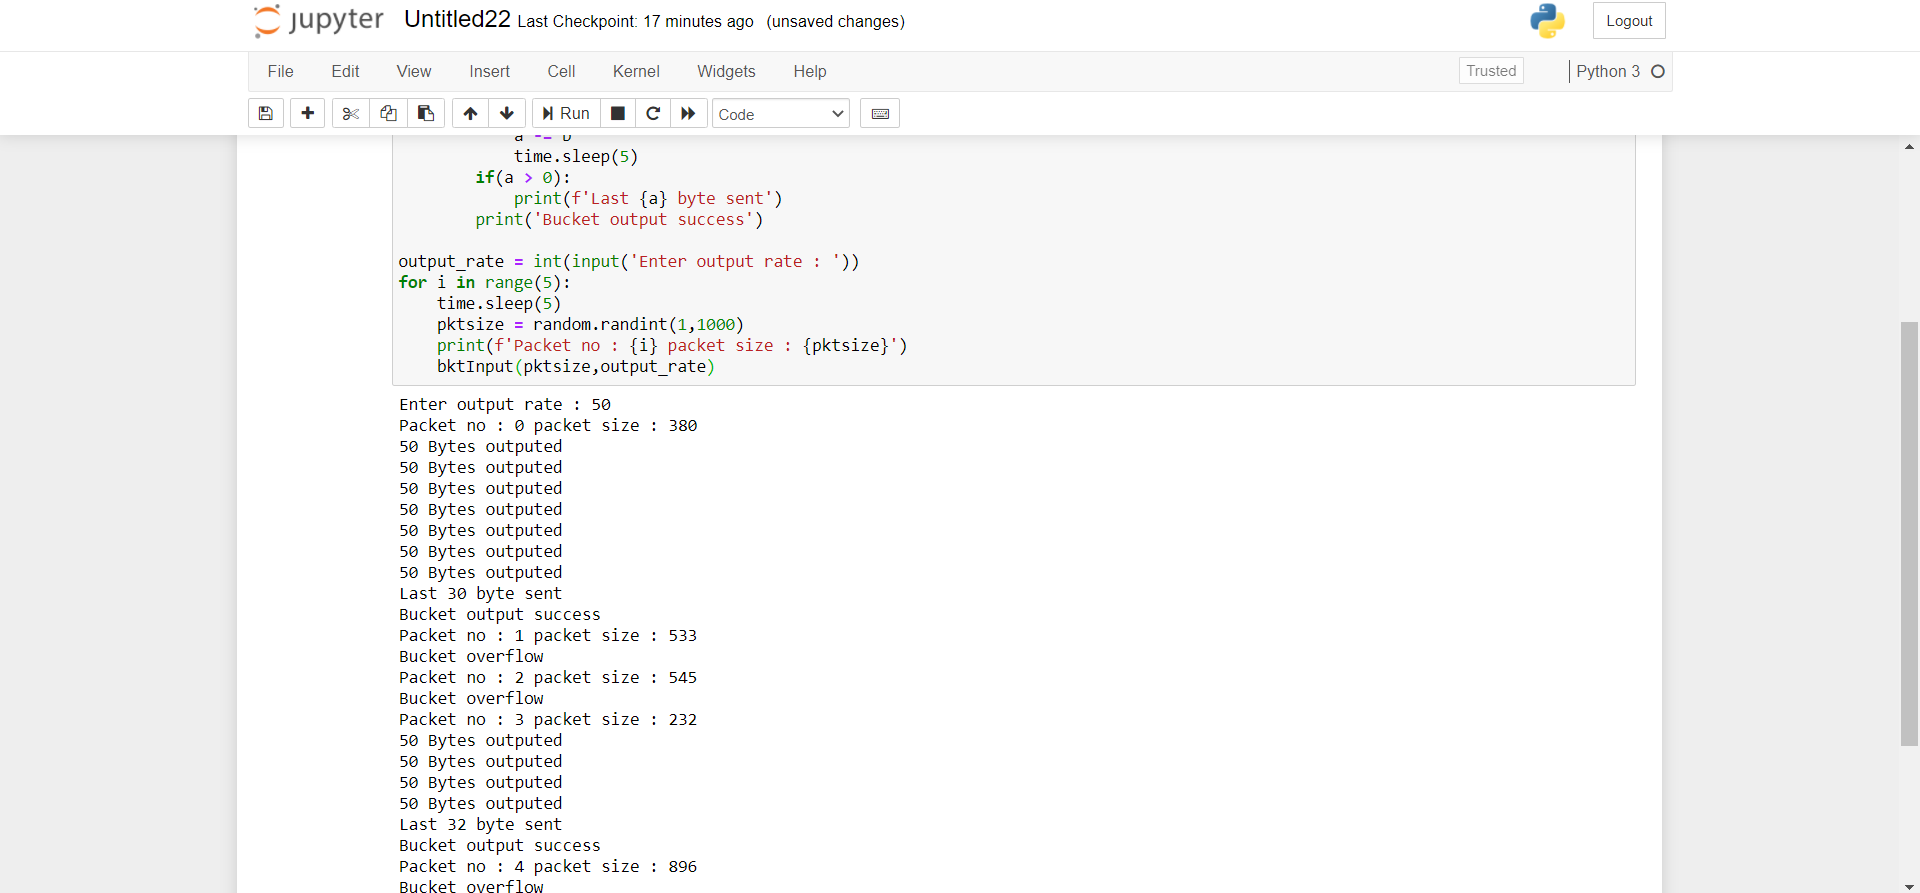 jupyter Untitled22 Last Checkpoint: 17 minutes ago (unsaved changes) Logout
File Edit View Insert Cell Kernel Widgets Help Trusted Python 3
Run Code
a -= b
time.sleep(5)
if(a > 0):
print(f'Last {a} byte sent')
print('Bucket output success')
output_rate = int(input('Enter output rate : '))
for i in range(5):
time.sleep(5)
pktsize = random.randint(1,1000)
print(f'Packet no : {i} packet size : {pktsize}')
bktInput(pktsize,output_rate)
Enter output rate : 50
Packet no : 0 packet size : 380
50 Bytes outputed
50 Bytes outputed
50 Bytes outputed
50 Bytes outputed
50 Bytes outputed
50 Bytes outputed
50 Bytes outputed
Last 30 byte sent
Bucket output success
Packet no : 1 packet size : 533
Bucket overflow
Packet no : 2 packet size : 545
Bucket overflow
Packet no : 3 packet size : 232
50 Bytes outputed
50 Bytes outputed
50 Bytes outputed
50 Bytes outputed
Last 32 byte sent
Bucket output success
Packet no : 4 packet size : 896
Bucket overflow